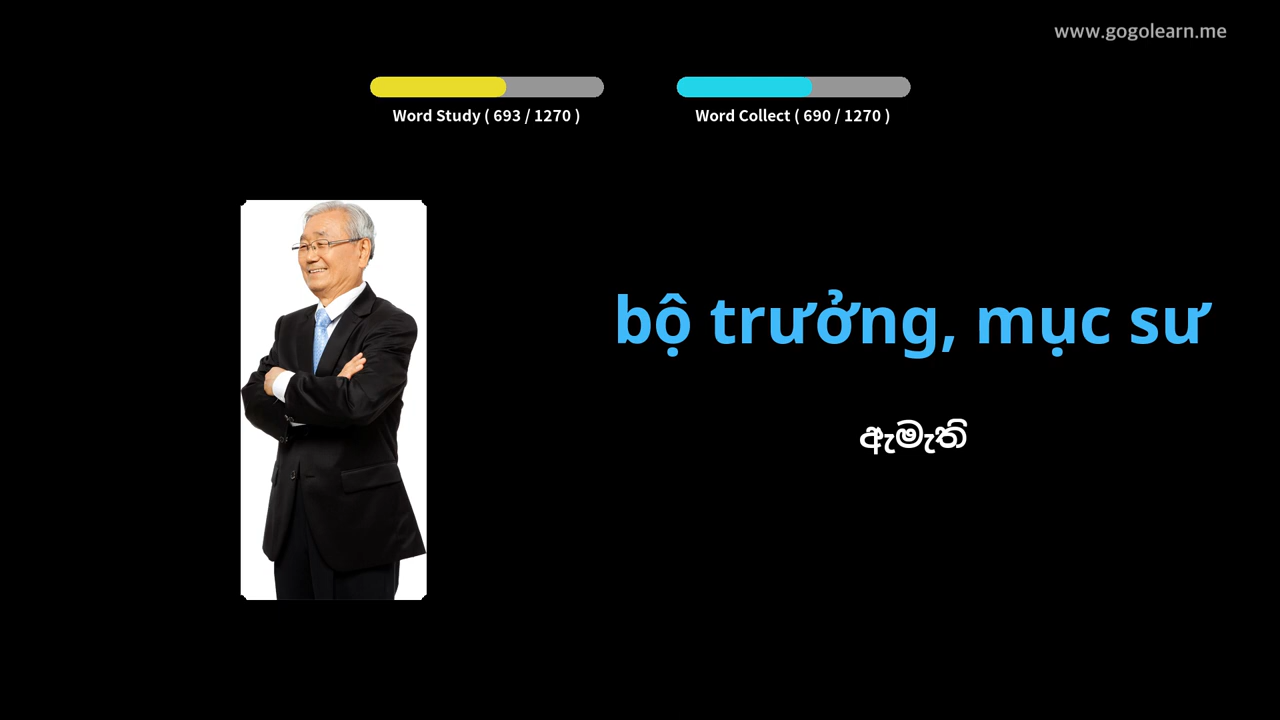 www.gogolearn.me
Word Study ( 693 / 1270 )
Word Collect ( 690 / 1270 )
bộ trưởng, mục sư
ඇමැති